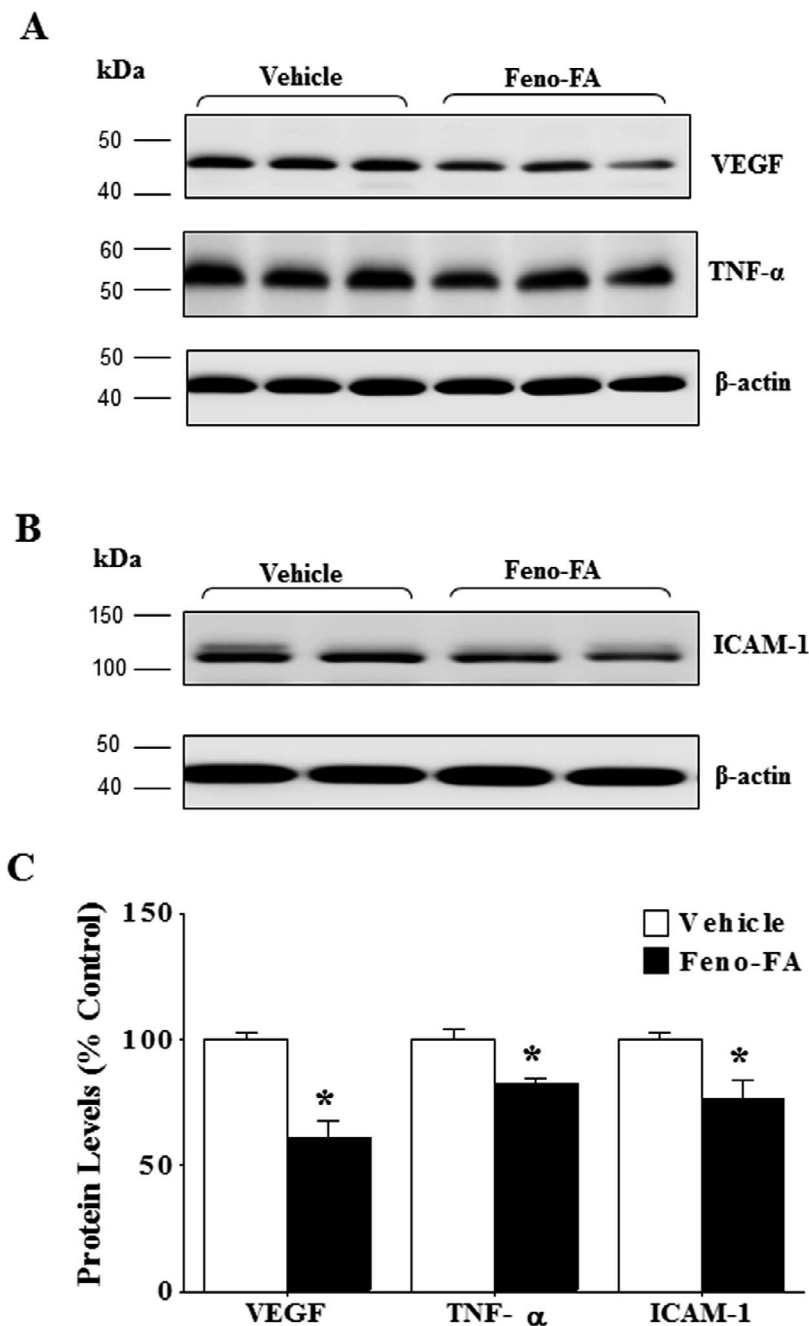 A
kDa
Vehicle Feno-FA
50
40
VEGF
60
50
TNF-α
50
40
β-actin
B
kDa
Vehicle Feno-FA
150
100
ICAM-1
50
40
β-actin
C
Protein Levels (% Control)
150
100
50
0
Vehicle
Feno-FA
*
*
*
VEGF TNF- α ICAM-1